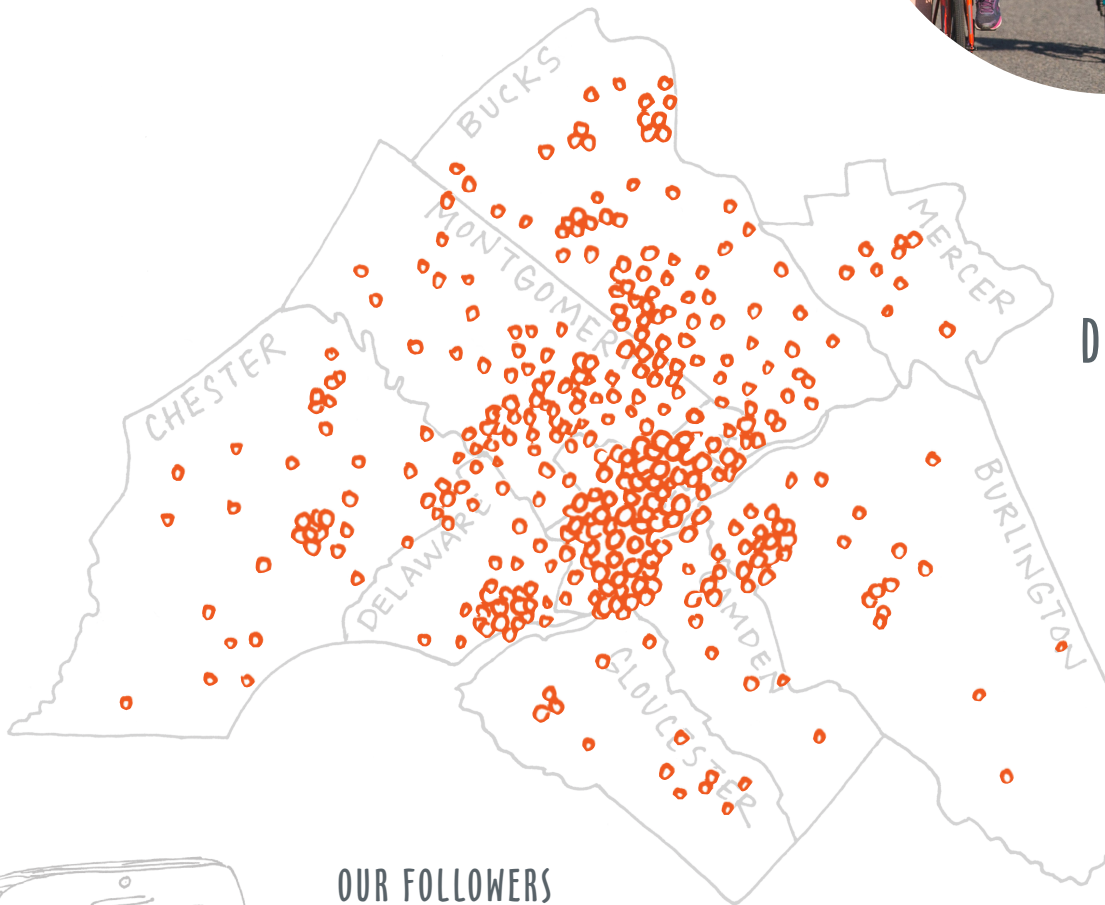 BUCKS
MONTGOMERY
MERCER
D
CHESTER
DELAWARE
BURLINGTON
CAMDEN
GLOUCESTER
OUR FOLLOWERS